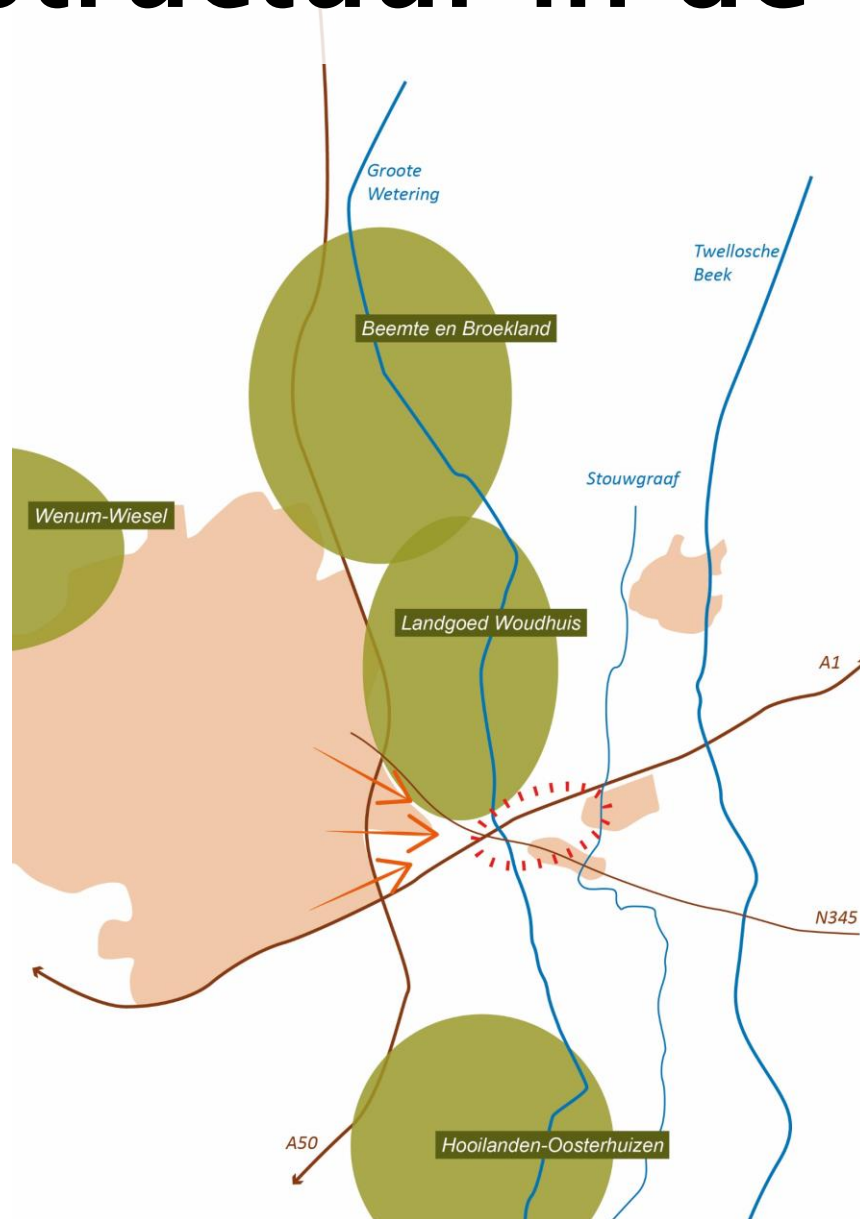 Groote
Wetering
Twellosche
Beek
Beemte en Broekland
Stouwgraaf
Wenum-Wiesel
Landgoed Woudhuis
A1
N345
A50
Hooilanden-Oosterhuizen